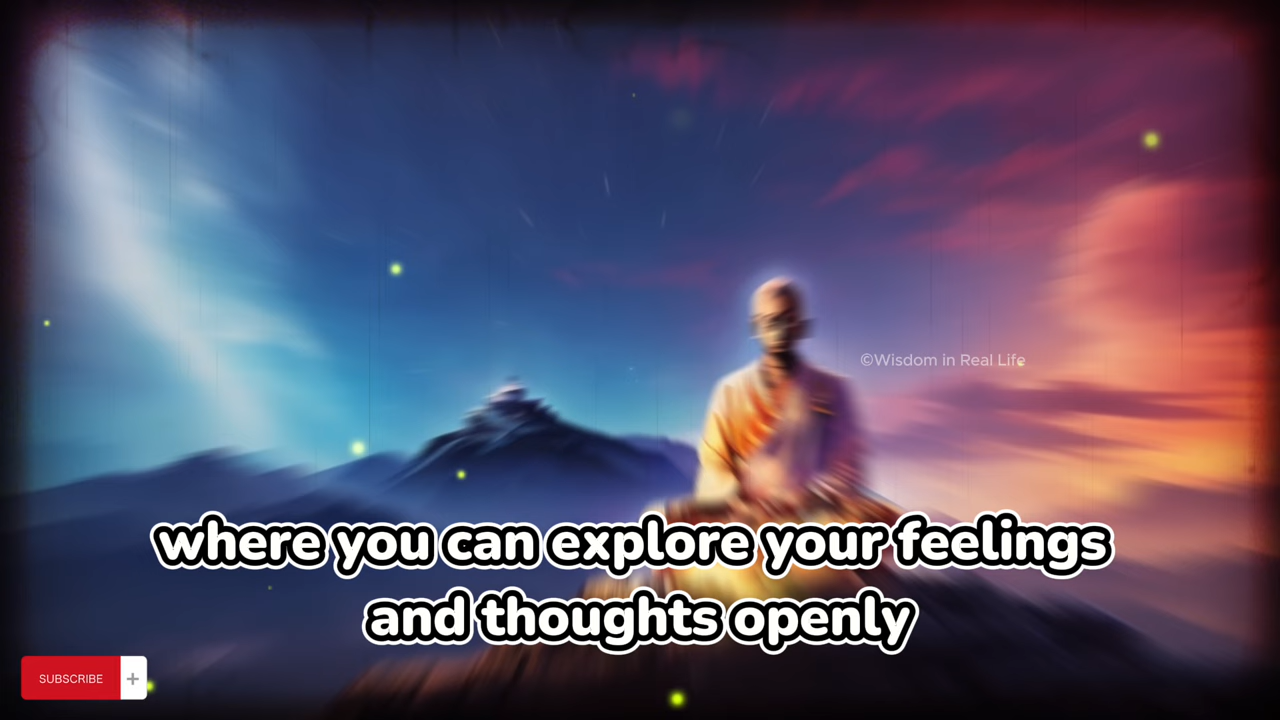 ©Wisdom in Real Life
where you can explore your feelings
and thoughts openly
SUBSCRIBE +